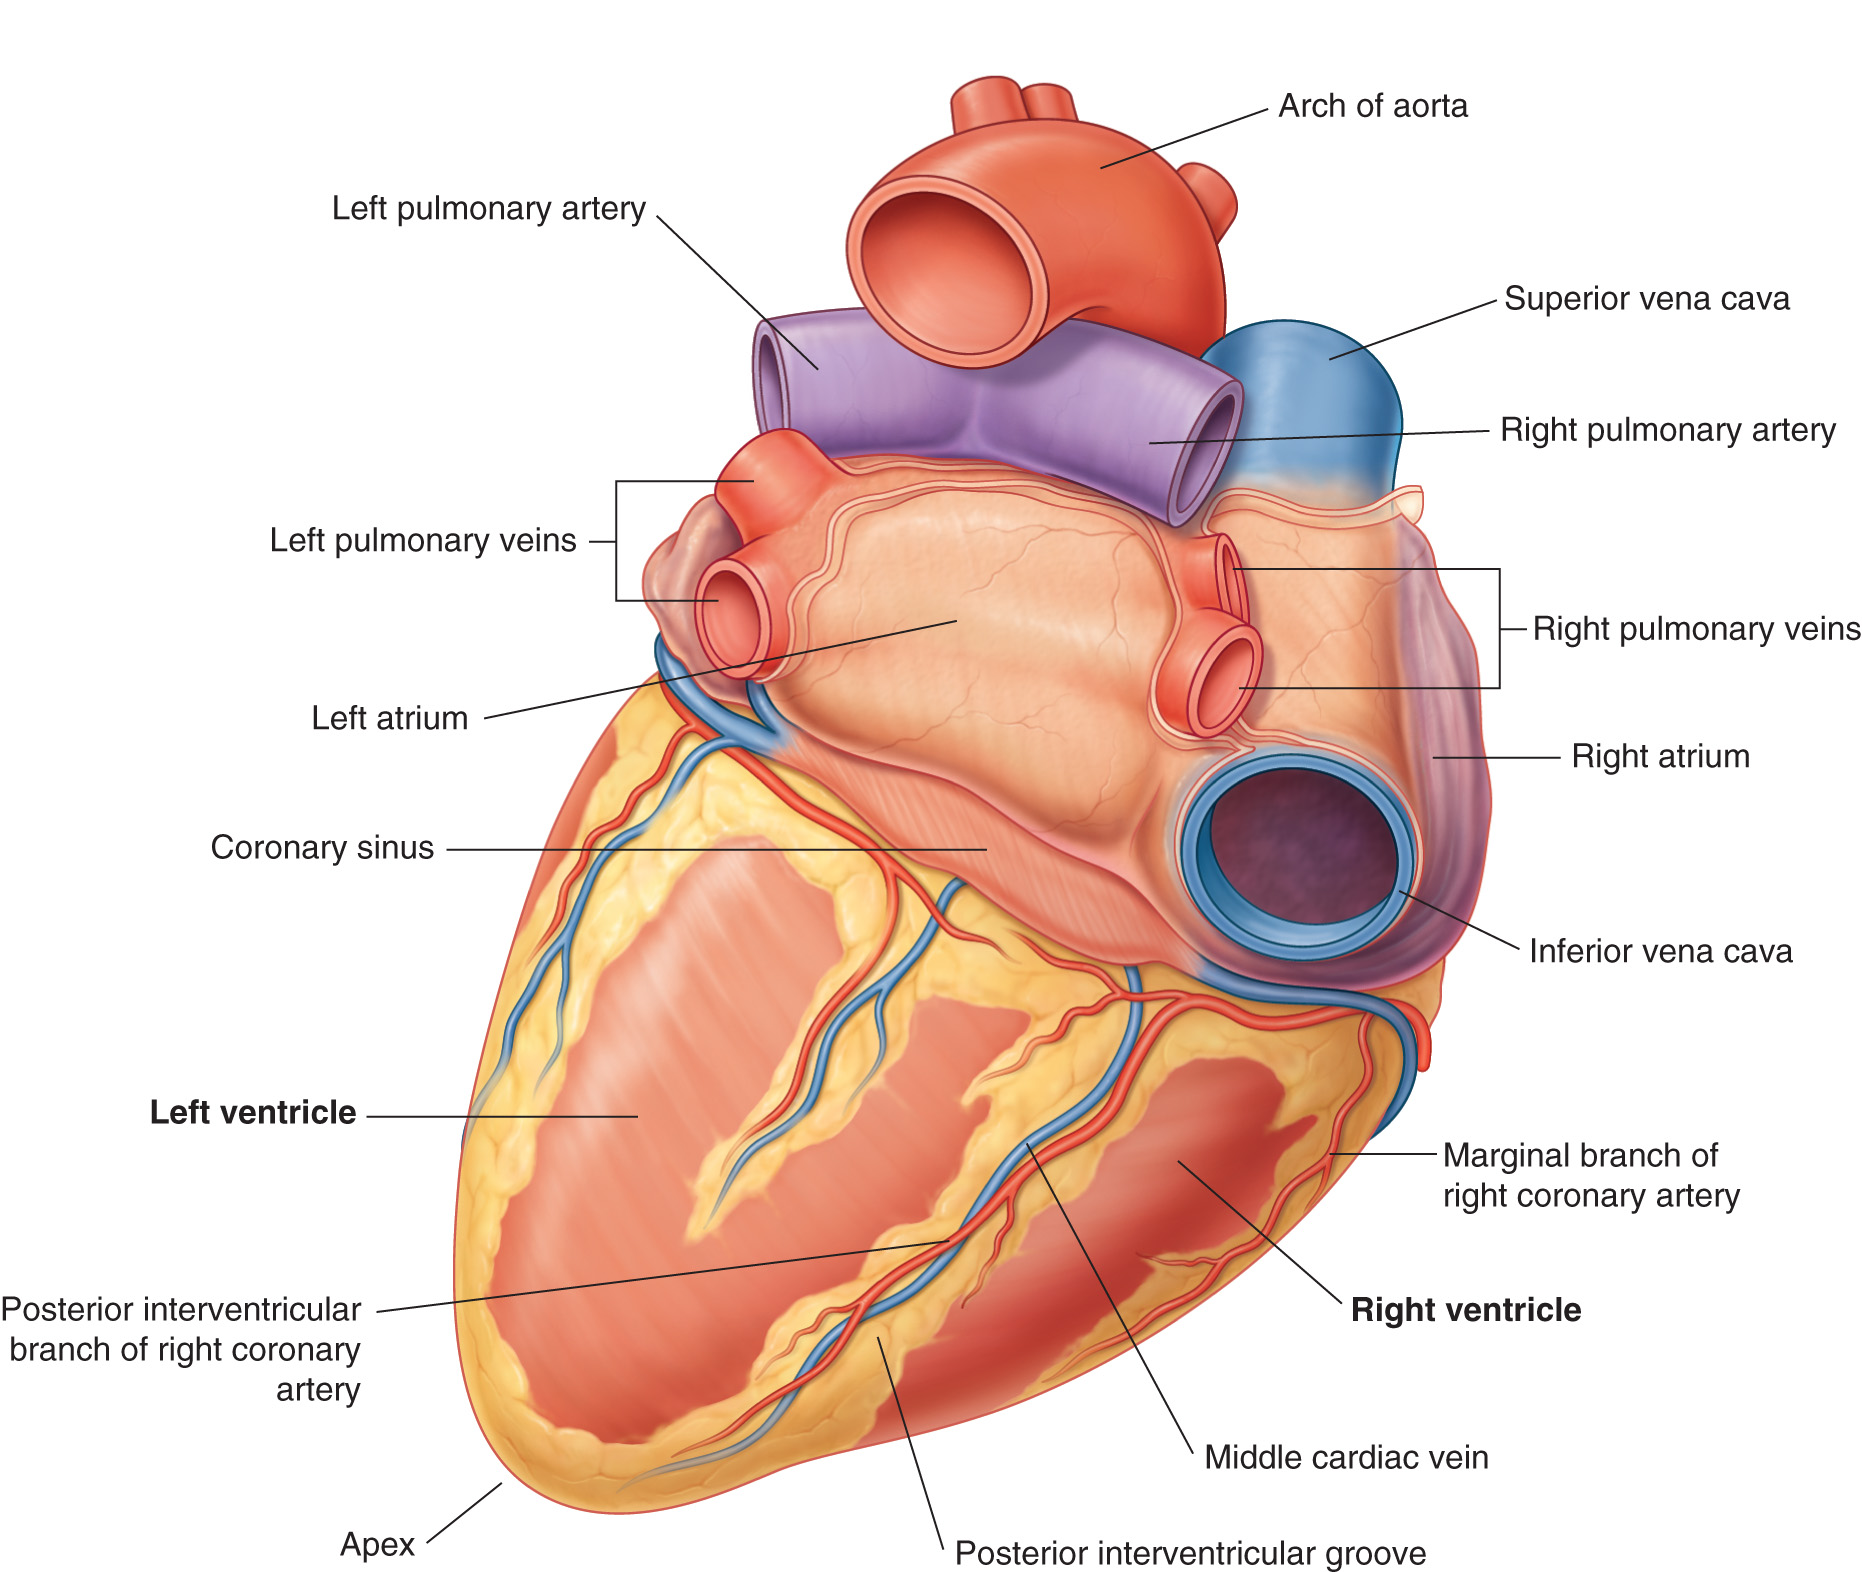 Arch of aorta
Left pulmonary artery
Superior vena cava
Right pulmonary artery
Left pulmonary veins
Right pulmonary veins
Left atrium
Right atrium
Coronary sinus
Inferior vena cava
Left ventricle
Marginal branch of
right coronary artery
Posterior interventricular
branch of right coronary
artery
Right ventricle
Middle cardiac vein
Apex
Posterior interventricular groove